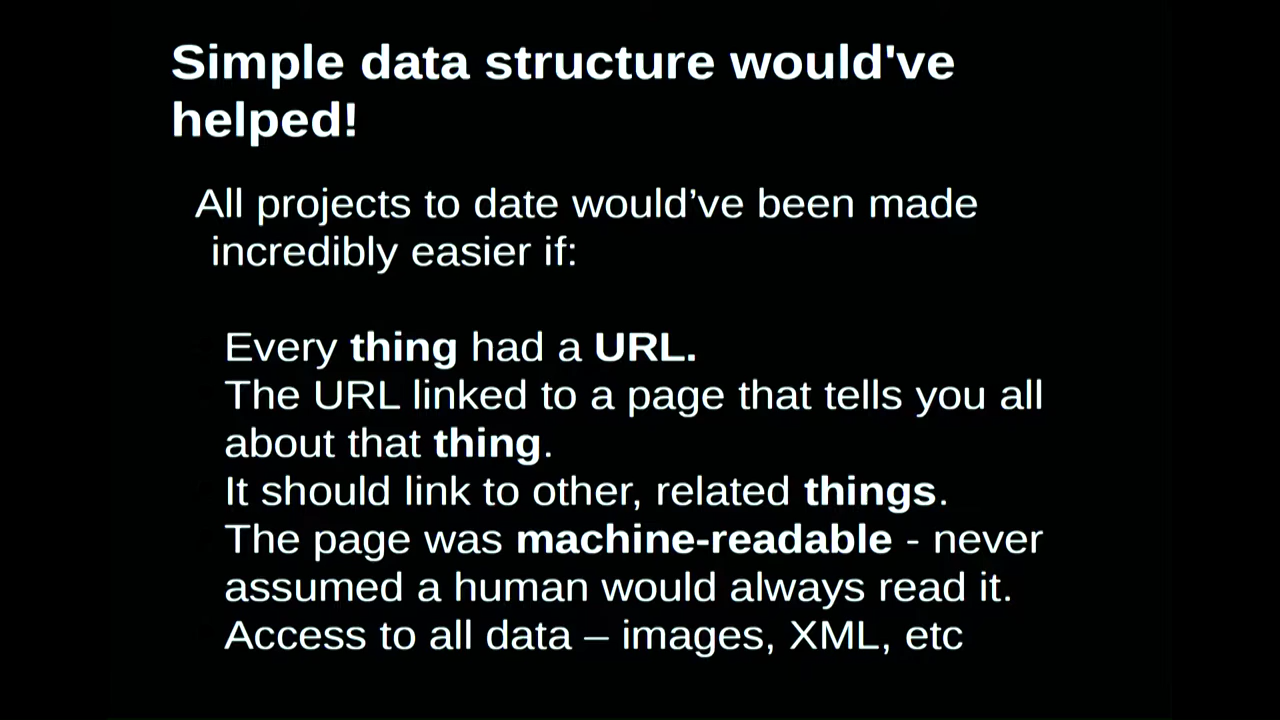 Simple data structure would've
helped!
All projects to date would’ve been made
incredibly easier if:
Every thing had a URL.
The URL linked to a page that tells you all
about that thing.
It should link to other, related things.
The page was machine-readable - never
assumed a human would always read it.
Access to all data – images, XML, etc